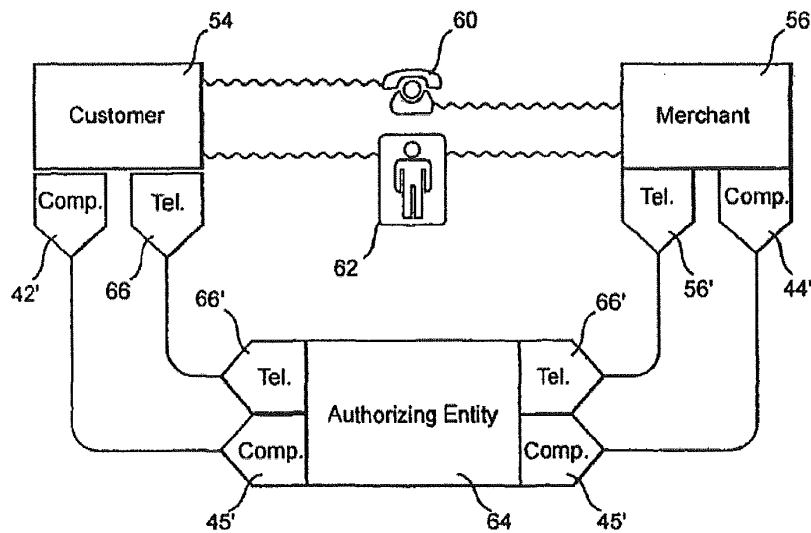 54
60
56
Customer
Merchant
Comp.
Tel.
Tel.
Comp.
42'
66
62
56'
44'
66'
66'
Tel.
Authorizing Entity
Tel.
Comp.
Comp.
45'
64
45'